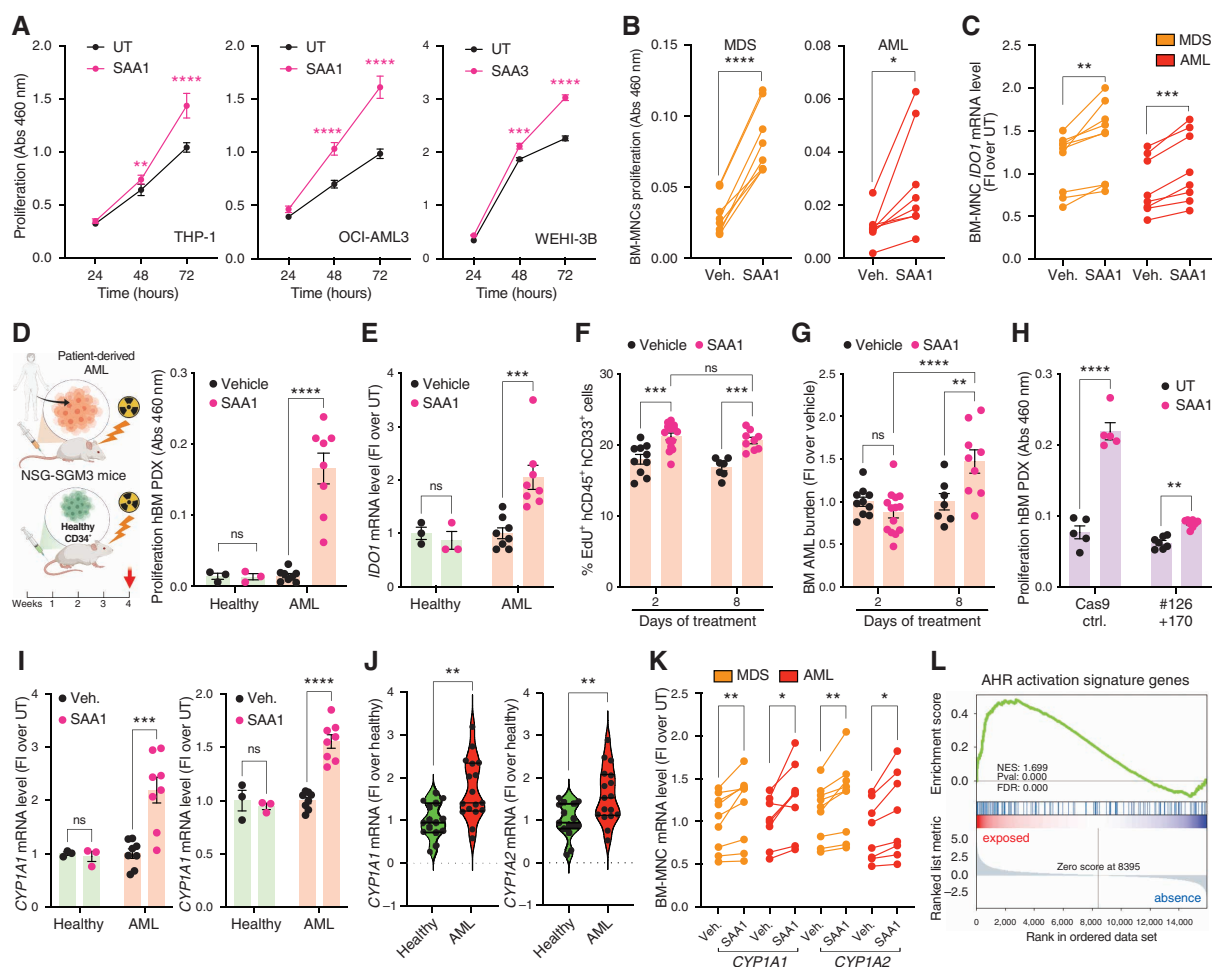 A
UT
SAA1
Proliferation (Abs 460 nm)
2.0
1.5
1.0
0.5
0.0
**
****
THP-1
24 48 72
Time (hours)
UT
SAA1
2.0
1.5
1.0
0.5
0.0
****
****
OCI-AML3
24 48 72
Time (hours)
UT
SAA3
4
3
2
1
0
***
****
WEHI-3B
24 48 72
Time (hours)
B
BM-MNCs proliferation (Abs 460 nm)
MDS
****
0.15
0.10
0.05
0.00
Veh. SAA1
AML
*
0.08
0.06
0.04
0.02
0.00
Veh. SAA1
C
MDS
AML
BM-MNC IDO1 mRNA level
(FI over UT)
2.5
2.0
1.5
1.0
0.5
0.0
**
***
Veh. SAA1 Veh. SAA1
D
Patient-derived
AML
NSG-SGM3 mice
Healthy
CD34+
Weeks 1 2 3 4
Proliferation hBM PDX (Abs 460 nm)
Vehicle
SAA1
0.3
0.2
0.1
0.0
ns
****
Healthy AML
E
IDO1 mRNA level (FI over UT)
Vehicle
SAA1
4
3
2
1
0
ns
***
Healthy AML
F
Vehicle SAA1
% EdU+ hCD45+ hCD33+ cells
30
20
10
0
***
ns
***
2 8
Days of treatment
G
Vehicle SAA1
BM AML burden (FI over vehicle)
2.5
2.0
1.5
1.0
0.5
0.0
ns
****
**
2 8
Days of treatment
H
UT
SAA1
Proliferation hBM PDX (Abs 460 nm)
0.3
0.2
0.1
0.0
****
**
Cas9
ctrl.
#126
+170
I
CYP1A1 mRNA level (FI over UT)
Veh.
SAA1
4
3
2
1
0
ns
***
Healthy AML
CYP1A1 mRNA level (FI over UT)
Veh.
SAA1
2.0
1.5
1.0
0.5
0.0
ns
****
Healthy AML
J
CYP1A1 mRNA (FI over healthy)
4
3
2
1
0
−1
**
Healthy AML
CYP1A2 mRNA (FI over healthy)
4
3
2
1
0
−1
**
Healthy AML
K
MDS AML
BM-MNC mRNA level (FI over UT)
2.5
2.0
1.5
1.0
0.5
0.0
** * ** *
Veh. SAA1 Veh. SAA1 Veh. SAA1 Veh. SAA1
CYP1A1 CYP1A2
L
AHR activation signature genes
Enrichment score
0.4
0.2
0.0
NES: 1.699
Pval: 0.000
FDR: 0.000
Ranked list metric
5.0
2.5
0.0
−2.5
exposed
Zero score at 8395
absence
0 2,000 4,000 6,000 8,000 10,000 12,000 14,000
Rank in ordered data set